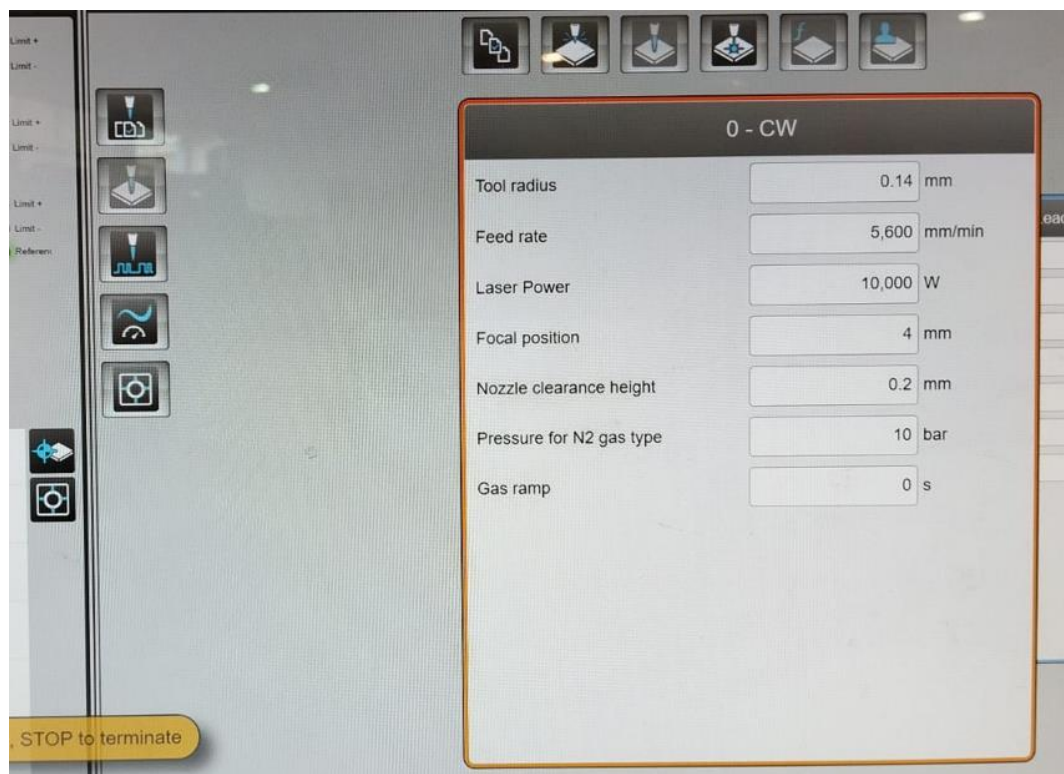 Limit +
Limit -
Limit +
Limit -
Limit +
Limit -
0 - CW
Tool radius 0.14 mm
Feed rate 5,600 mm/min
Laser Power 10,000 W
Focal position 4 mm
Nozzle clearance height 0.2 mm
Pressure for N2 gas type 10 bar
Gas ramp 0 s
, STOP to terminate